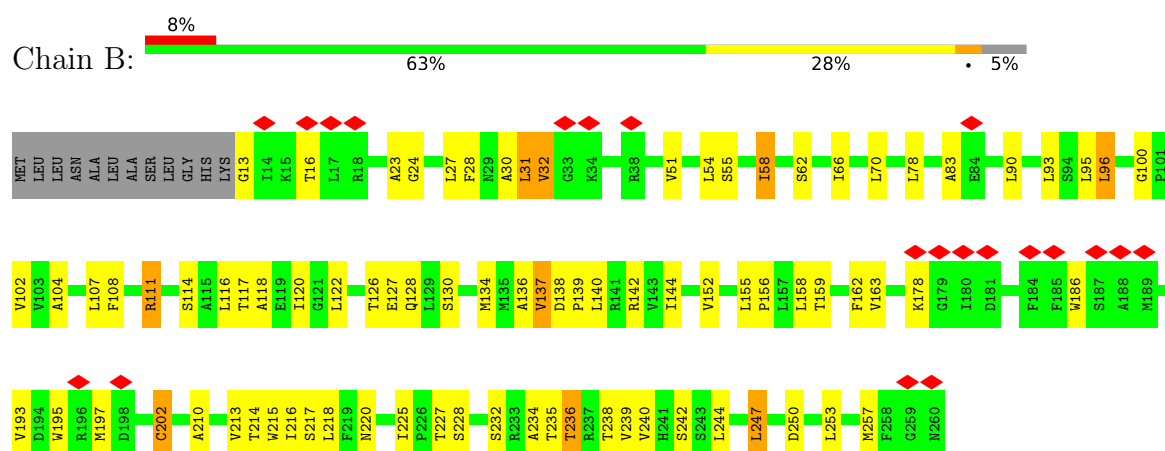 8%
Chain B:
63% 28% • 5%
MET LEU LEU ASN ALA LEU ALA SER LEU GLY HIS LYS G13 I14 K15 T16 L17 R18 A23 G24 L27 F28 N29 A30 L31 V32 G33 K34 R38 V51 L54 S55 I58 S62 I66 L70 L78 A83 E84 L90 L93 S94 L95 L96 G100 P101
V102 V103 A104 L107 F108 R111 S114 A115 L116 T117 A118 E119 I120 G121 L122 T126 E127 Q128 L129 S130 M134 M135 A136 V137 D138 P139 L140 R141 R142 V143 I144 V152 L155 P156 L157 L158 T159 F162 V163 K178 G179 I180 D181 F184 F185 W186 S187 A188 M189
V193 D194 W195 R196 M197 D198 C202 A210 V213 T214 W215 I216 S217 L218 F219 N220 I225 P226 T227 S228 S232 R233 A234 T235 T236 R237 T238 V239 V240 H241 S242 S243 L244 L247 D250 L253 M257 F258 G259 N260